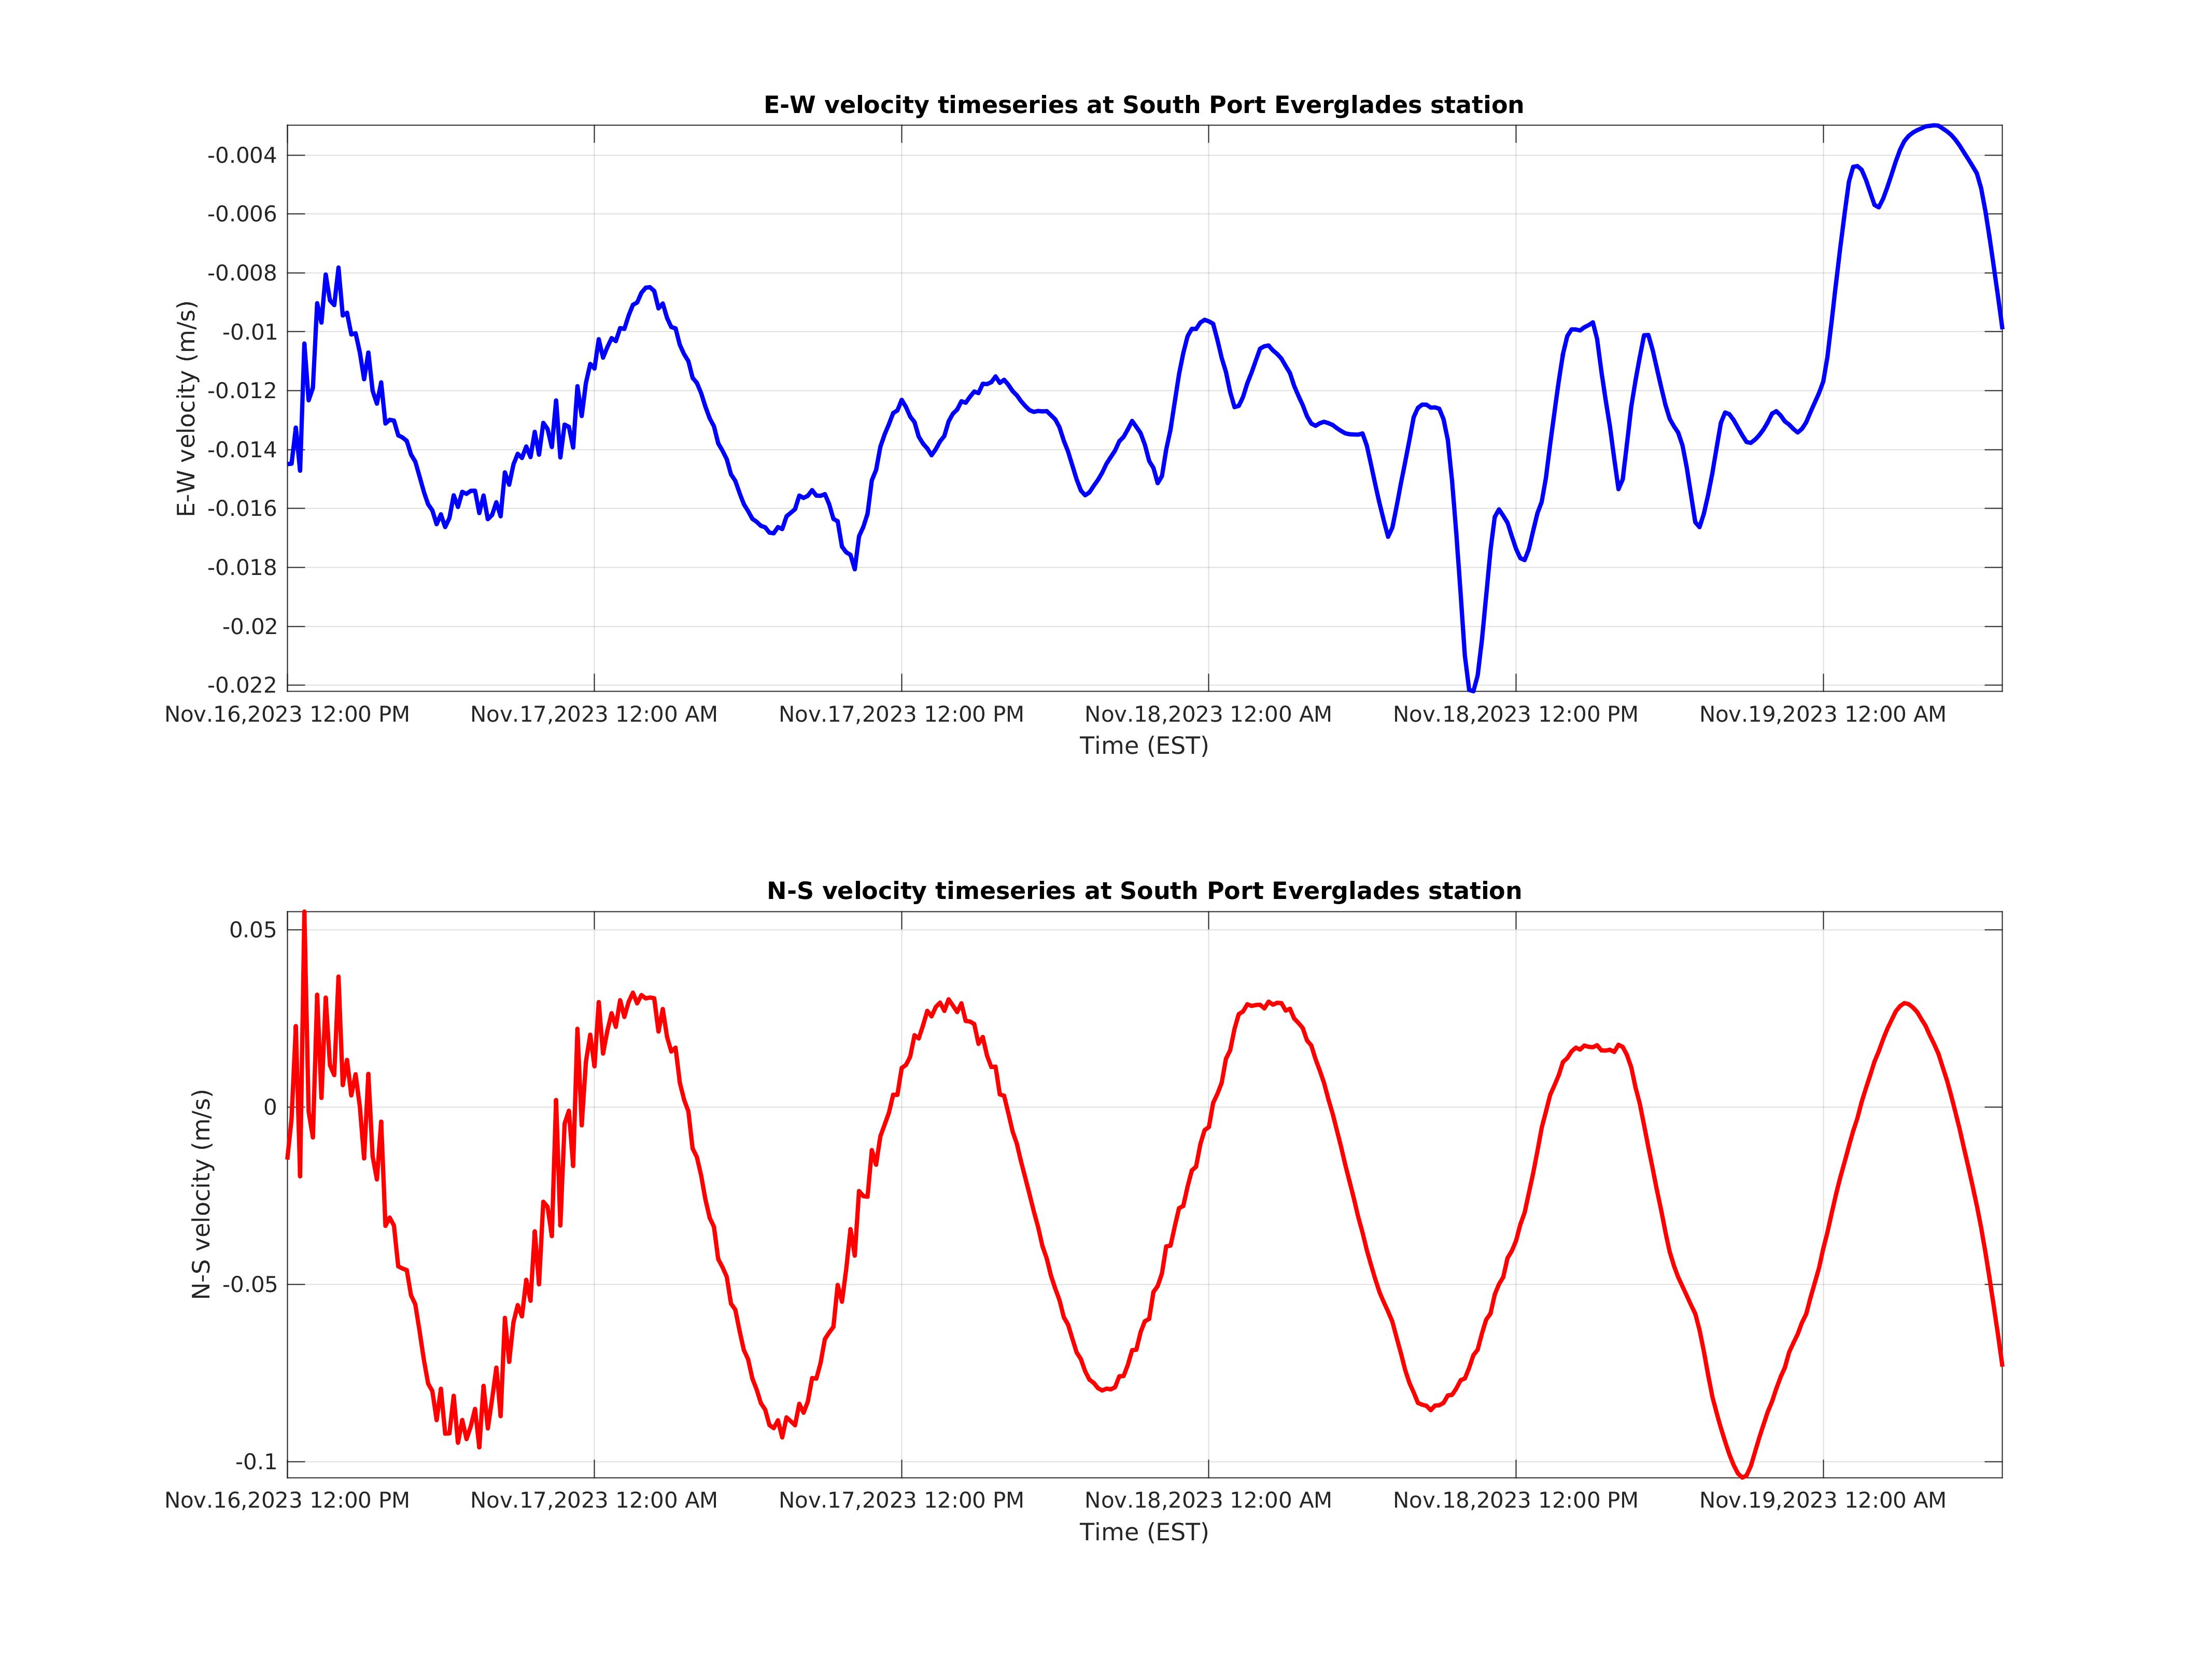 E-W velocity timeseries at South Port Everglades station
E-W velocity (m/s)
-0.004
-0.006
-0.008
-0.01
-0.012
-0.014
-0.016
-0.018
-0.02
-0.022
Nov.16,2023 12:00 PM Nov.17,2023 12:00 AM Nov.17,2023 12:00 PM Nov.18,2023 12:00 AM Nov.18,2023 12:00 PM Nov.19,2023 12:00 AM
Time (EST)
N-S velocity timeseries at South Port Everglades station
N-S velocity (m/s)
0.05
0
-0.05
-0.1
Nov.16,2023 12:00 PM Nov.17,2023 12:00 AM Nov.17,2023 12:00 PM Nov.18,2023 12:00 AM Nov.18,2023 12:00 PM Nov.19,2023 12:00 AM
Time (EST)